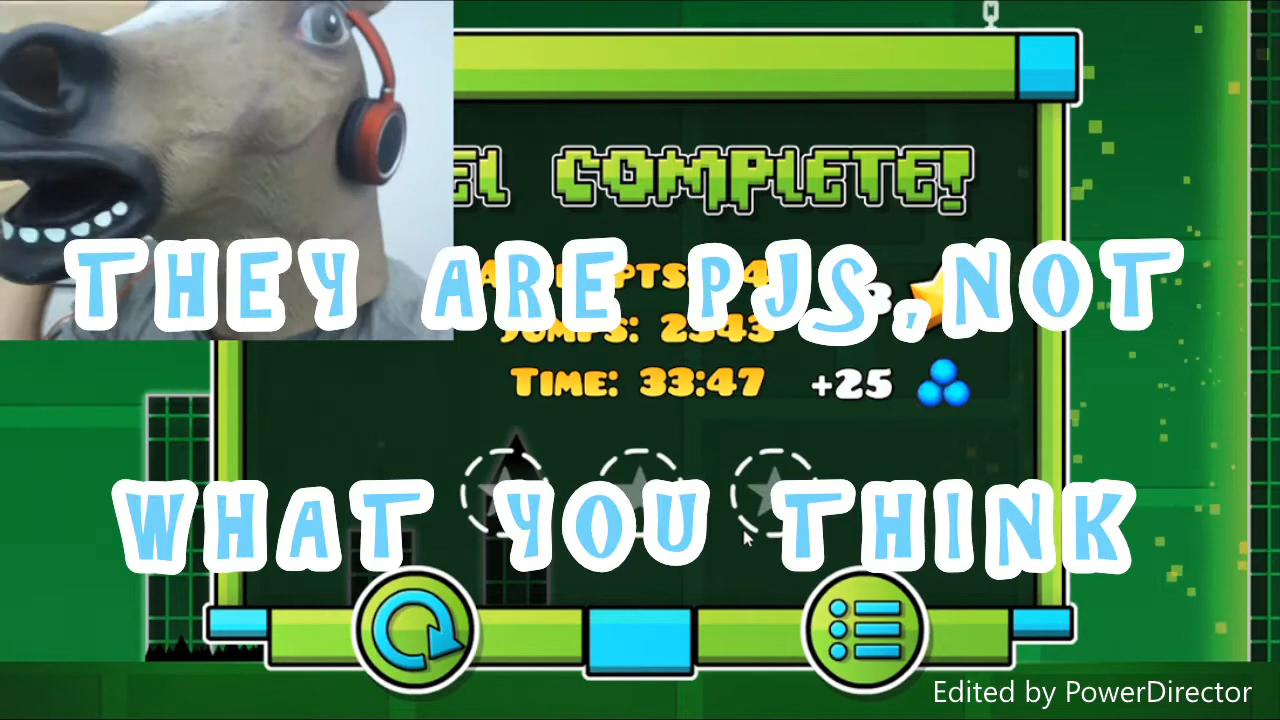 EL COMPLETE!
THEY ARE PJS,NOT
JUMPS: 2343
TIME: 33:47 +25
WHAT YOU THINK
Edited by PowerDirector